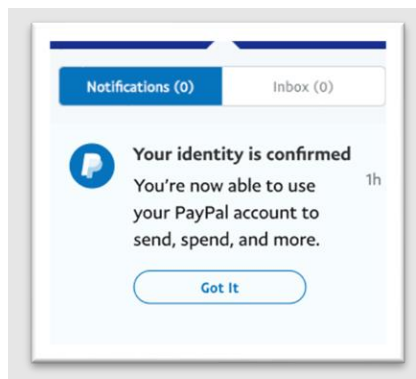 Notifications (0)
Inbox (0)
Your identity is confirmed
You're now able to use 1h
your PayPal account to
send, spend, and more.
Got It